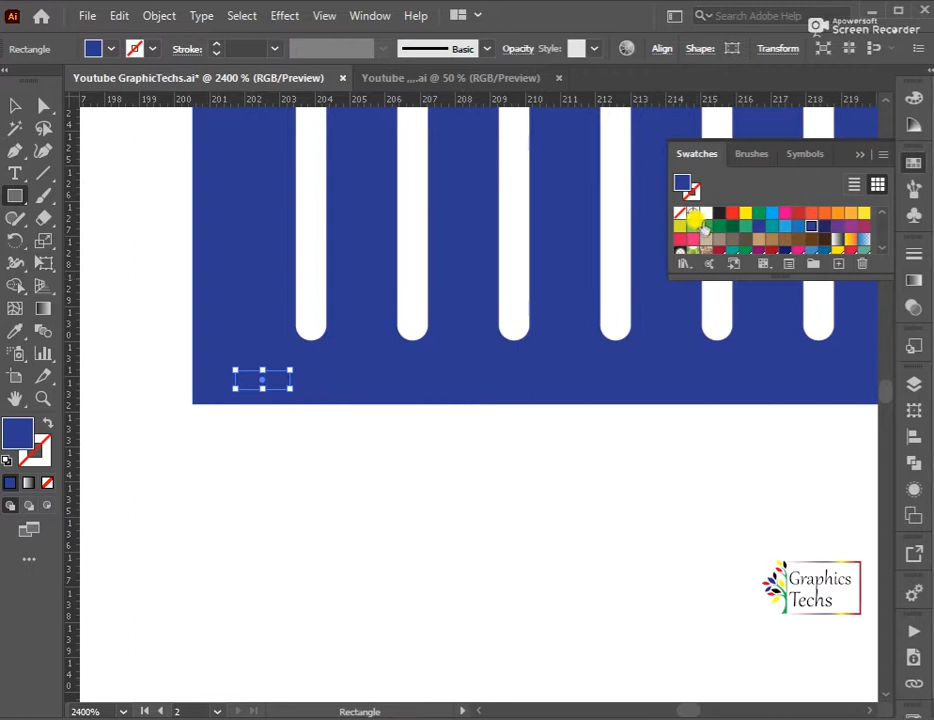 File Edit Object Type Select Effect View Window Help
Search Adobe Help
Apowersoft
Screen Recorder
Rectangle
Stroke:
Basic
Opacity
Style:
Align
Shape:
Transform
Youtube GraphicTechs.ai* @ 2400 % (RGB/Preview)
Youtube ,,,,.ai @ 50 % (RGB/Preview)
198 200 202 203 204 205 206 207 208 209 210 211 212 213 214 215 216 217 218 219
Swatches Brushes Symbols
Graphics
Techs
2400% 2 Rectangle